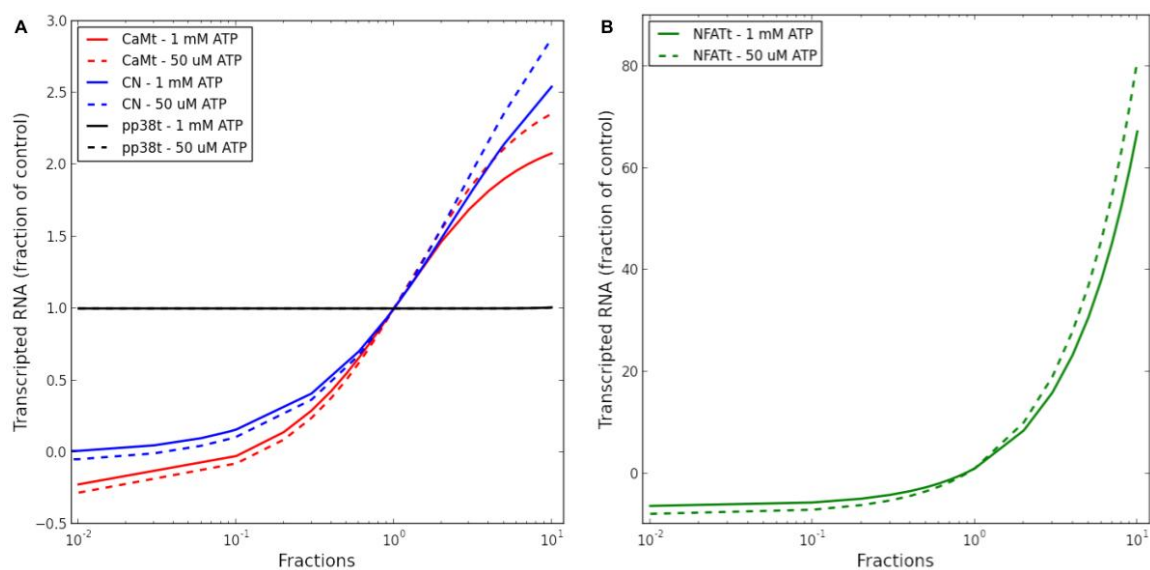 A
Transcripted RNA (fraction of control)
3.0
2.5
2.0
1.5
1.0
0.5
0.0
−0.5
CaMt - 1 mM ATP
CaMt - 50 uM ATP
CN - 1 mM ATP
CN - 50 uM ATP
pp38t - 1 mM ATP
pp38t - 50 uM ATP
10⁻² 10⁻¹ 10⁰ 10¹
Fractions
B
Transcripted RNA (fraction of control)
80
60
40
20
0
NFATt - 1 mM ATP
NFATt - 50 uM ATP
10⁻² 10⁻¹ 10⁰ 10¹
Fractions